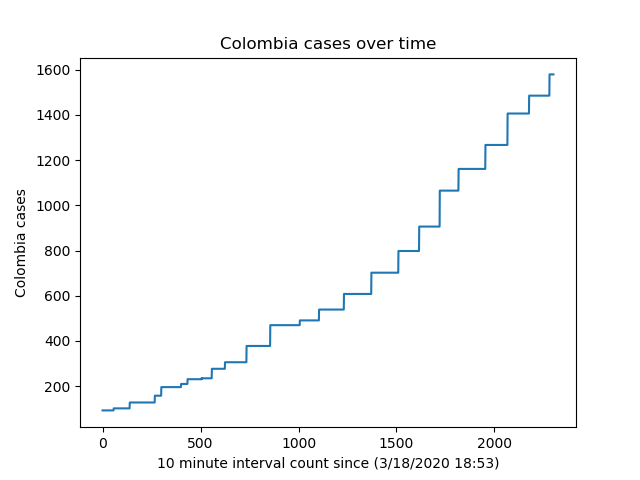 Colombia cases over time
1600
1400
1200
1000
800
600
400
200
Colombia cases
0 500 1000 1500 2000
10 minute interval count since (3/18/2020 18:53)